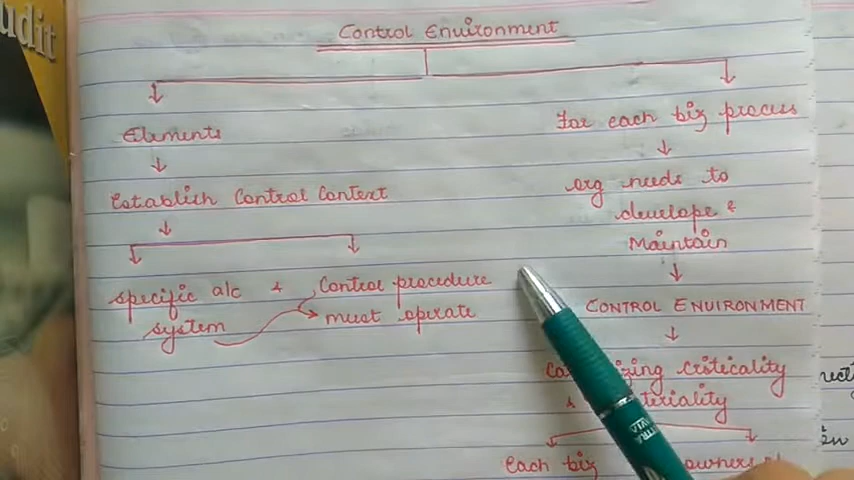 udit
Control Environment
Elements
Establish Control Context
specific a/c & Control procedure
system must operate
For each biz process
org needs to
develope &
Maintain
CONTROL ENVIRONMENT
criticality
&
Each biz owners